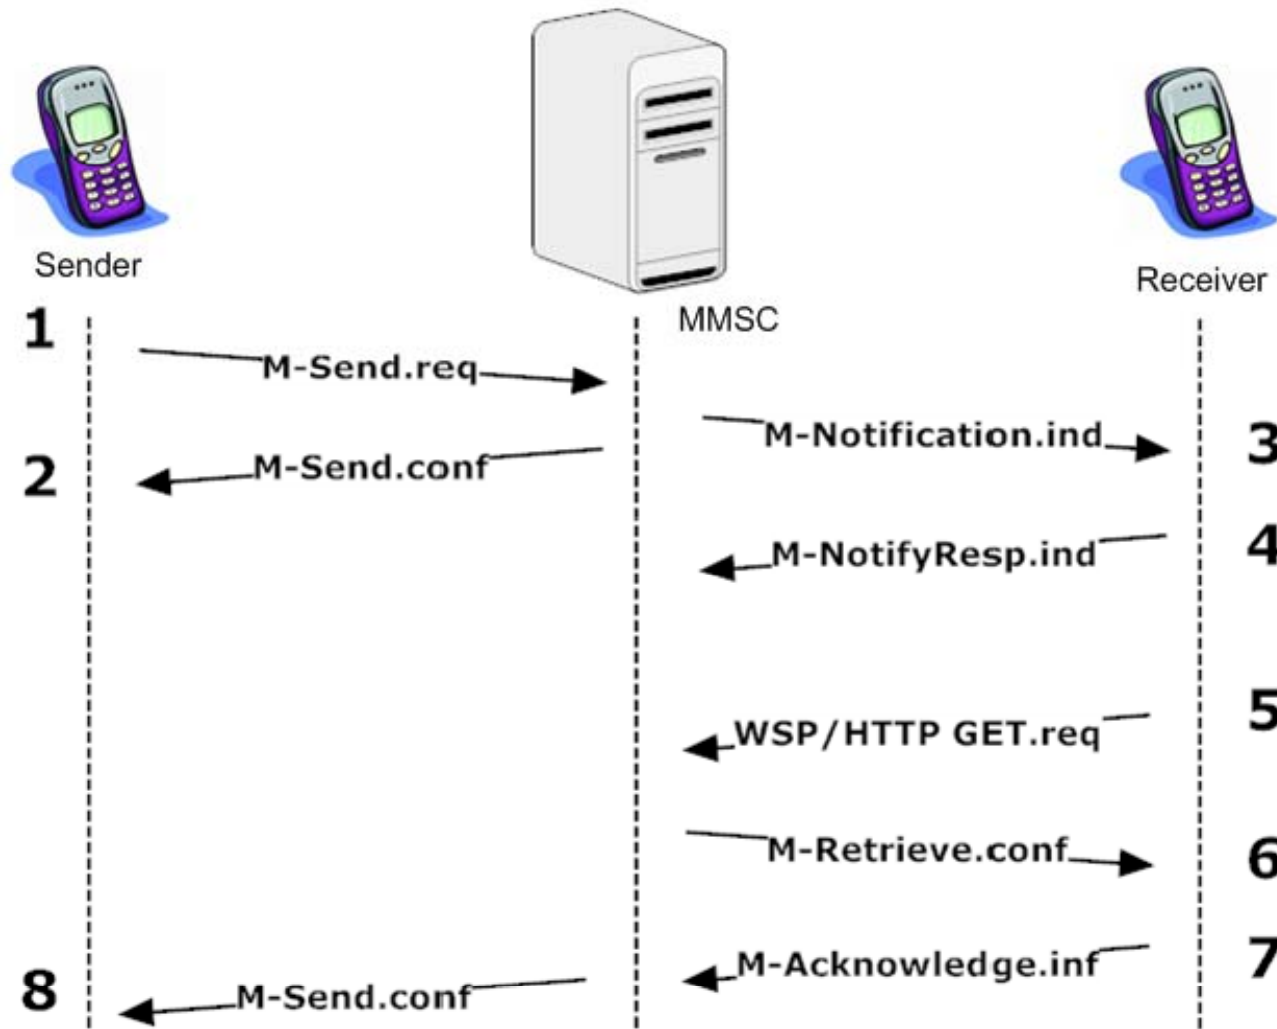 Sender
MMSC
Receiver
1
M-Send.req
M-Notification.ind
3
2
M-Send.conf
M-NotifyResp.ind
4
WSP/HTTP GET.req
5
M-Retrieve.conf
6
M-Acknowledge.inf
7
8
M-Send.conf